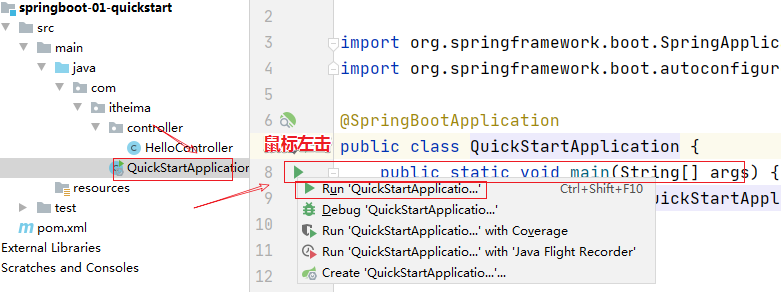 springboot-01-quickstart
src
main
java
com
itheima
controller
HelloController
QuickStartApplication
resources
test
pom.xml
External Libraries
Scratches and Consoles
2
3 import org.springframework.boot.SpringApplic
4 import org.springframework.boot.autoconfigur
5
6 @SpringBootApplication
鼠标左击 public class QuickStartApplication {
8 public static void main(String[] args) {
9 uickStartAppl
10
11
12
Run 'QuickStartApplicatio...' Ctrl+Shift+F10
Debug 'QuickStartApplicatio...'
Run 'QuickStartApplicatio...' with Coverage
Run 'QuickStartApplicatio...' with 'Java Flight Recorder'
Create 'QuickStartApplicatio...'...